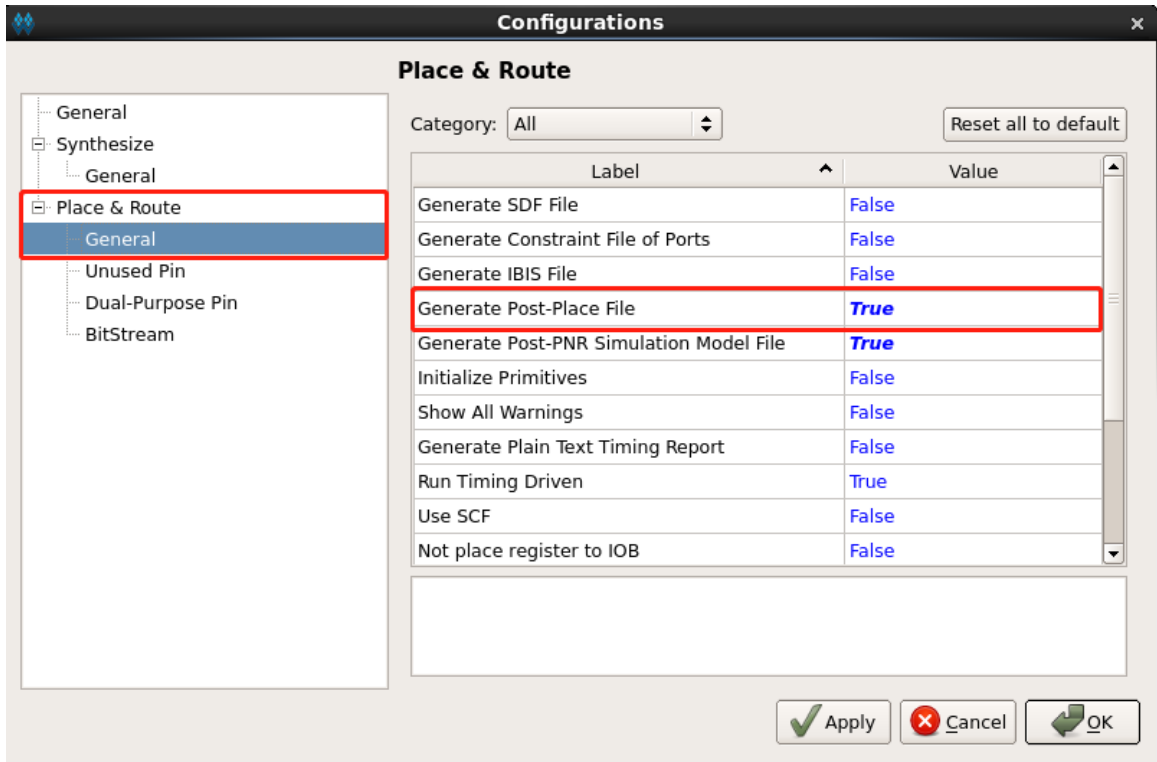 Configurations
Place & Route
General
Synthesize
General
Place & Route
General
Unused Pin
Dual-Purpose Pin
BitStream
Category: All
Reset all to default
Label Value
Generate SDF File False
Generate Constraint File of Ports False
Generate IBIS File False
Generate Post-Place File True
Generate Post-PNR Simulation Model File True
Initialize Primitives False
Show All Warnings False
Generate Plain Text Timing Report False
Run Timing Driven True
Use SCF False
Not place register to IOB False
Apply Cancel OK